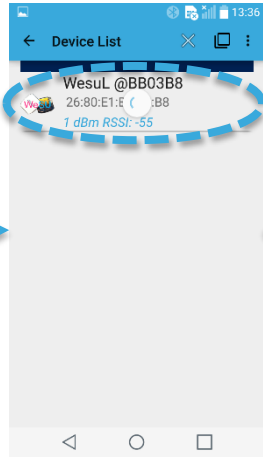 13:36
Device List
WesuL @BB03B8
26:80:E1:
:B8
1 dBm RSSI: -55